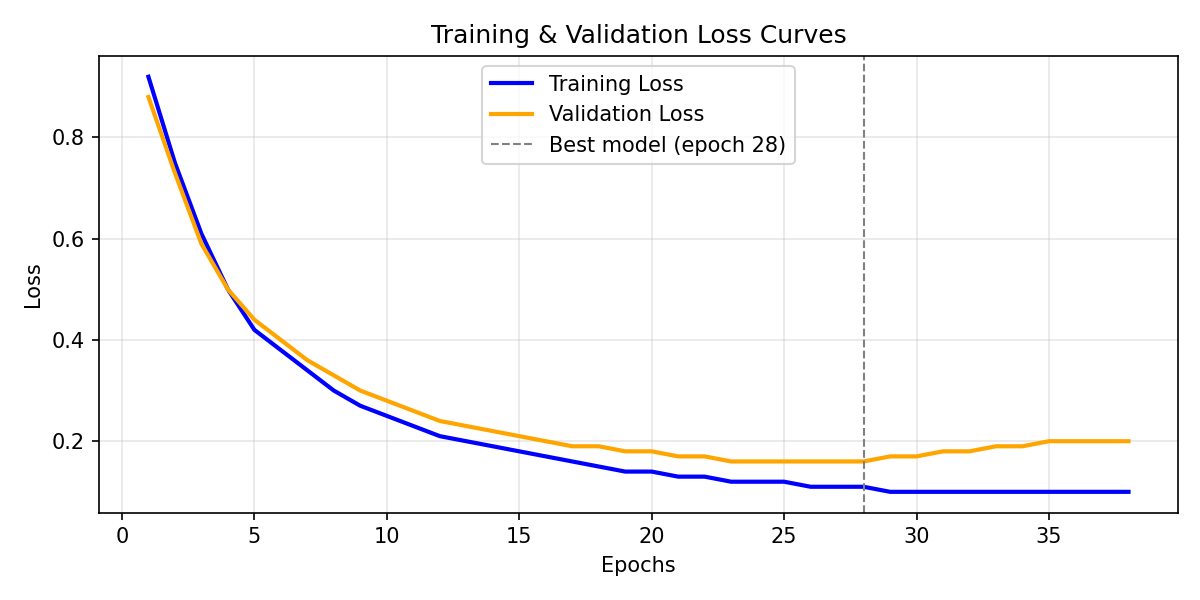 Training & Validation Loss Curves
Training Loss
Validation Loss
Best model (epoch 28)
Loss
0.8
0.6
0.4
0.2
0 5 10 15 20 25 30 35
Epochs